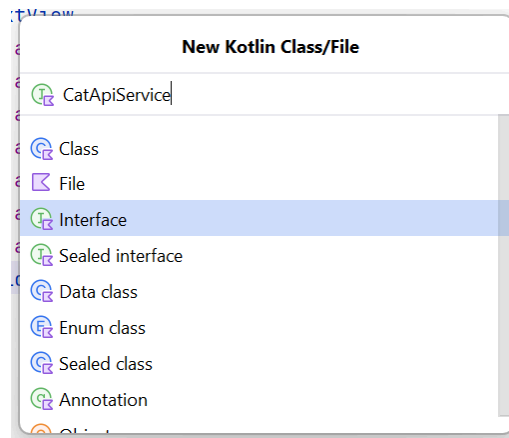 New Kotlin Class/File
CatApiService
Class
File
Interface
Sealed interface
Data class
Enum class
Sealed class
Annotation